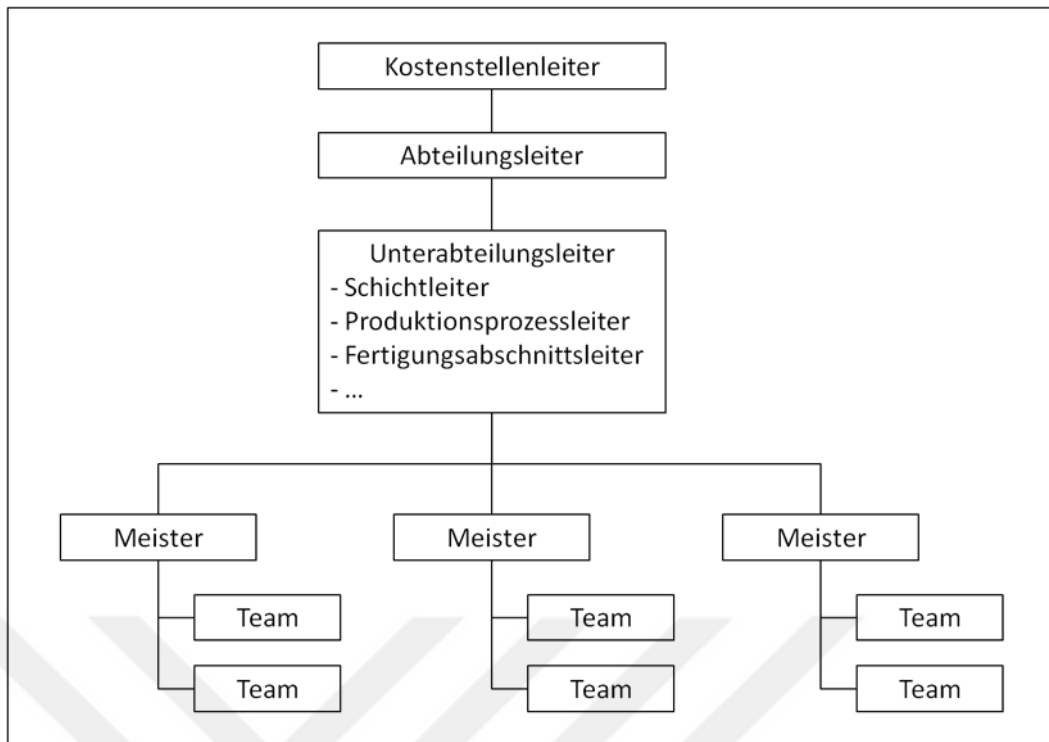 Kostenstellenleiter
Abteilungsleiter
Unterabteilungsleiter
- Schichtleiter
- Produktionsprozessleiter
- Fertigungsabschnittsleiter
- ...
Meister
Meister
Meister
Team
Team
Team
Team
Team
Team